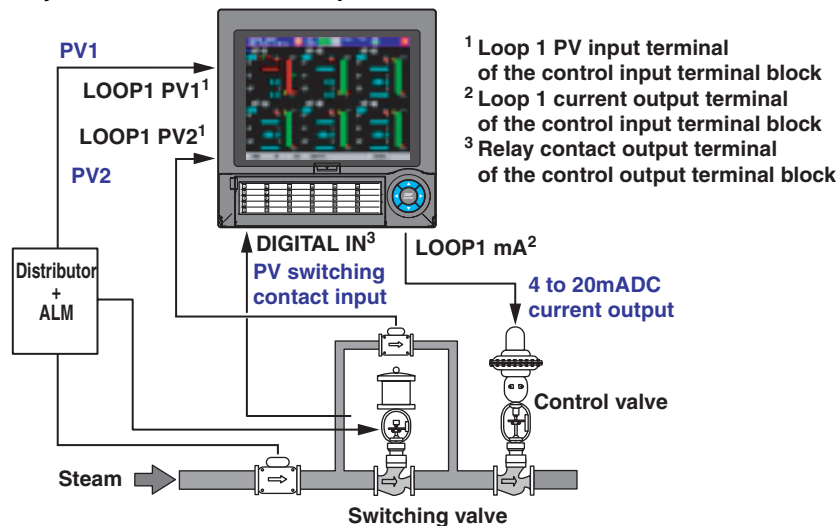 PV1
LOOP1 PV1¹
LOOP1 PV2¹
PV2
¹ Loop 1 PV input terminal
of the control input terminal block
² Loop 1 current output terminal
of the control input terminal block
³ Relay contact output terminal
of the control output terminal block
DIGITAL IN³
PV switching
contact input
LOOP1 mA²
4 to 20mADC
current output
Distributor
+
ALM
Control valve
Steam
Switching valve